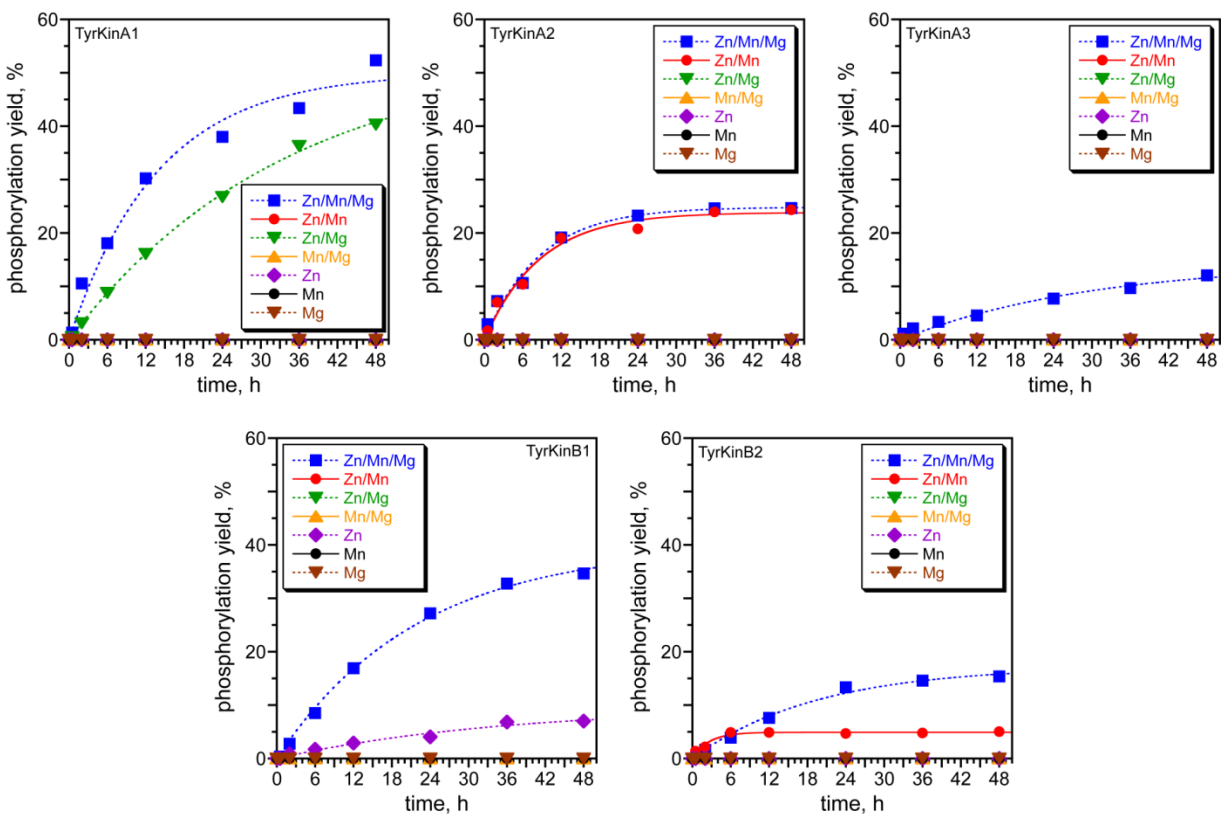 TyrKinA1
phosphorylation yield, %
60
40
20
0
Zn/Mn/Mg
Zn/Mn
Zn/Mg
Mn/Mg
Zn
Mn
Mg
0 6 12 18 24 30 36 42 48
time, h
TyrKinA2
phosphorylation yield, %
60
40
20
0
Zn/Mn/Mg
Zn/Mn
Zn/Mg
Mn/Mg
Zn
Mn
Mg
0 6 12 18 24 30 36 42 48
time, h
TyrKinA3
phosphorylation yield, %
60
40
20
0
Zn/Mn/Mg
Zn/Mn
Zn/Mg
Mn/Mg
Zn
Mn
Mg
0 6 12 18 24 30 36 42 48
time, h
TyrKinB1
phosphorylation yield, %
60
40
20
0
Zn/Mn/Mg
Zn/Mn
Zn/Mg
Mn/Mg
Zn
Mn
Mg
0 6 12 18 24 30 36 42 48
time, h
TyrKinB2
phosphorylation yield, %
60
40
20
0
Zn/Mn/Mg
Zn/Mn
Zn/Mg
Mn/Mg
Zn
Mn
Mg
0 6 12 18 24 30 36 42 48
time, h